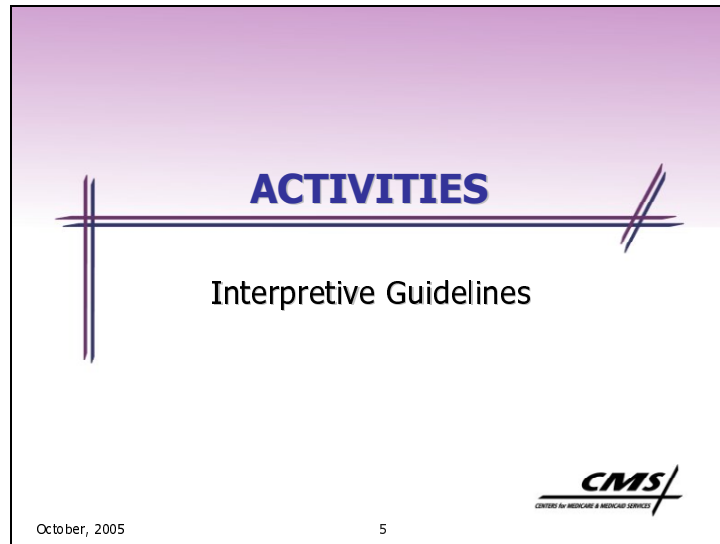 ACTIVITIES
Interpretive Guidelines
CMS
CENTERS for MEDICARE & MEDICAID SERVICES
October, 2005
5